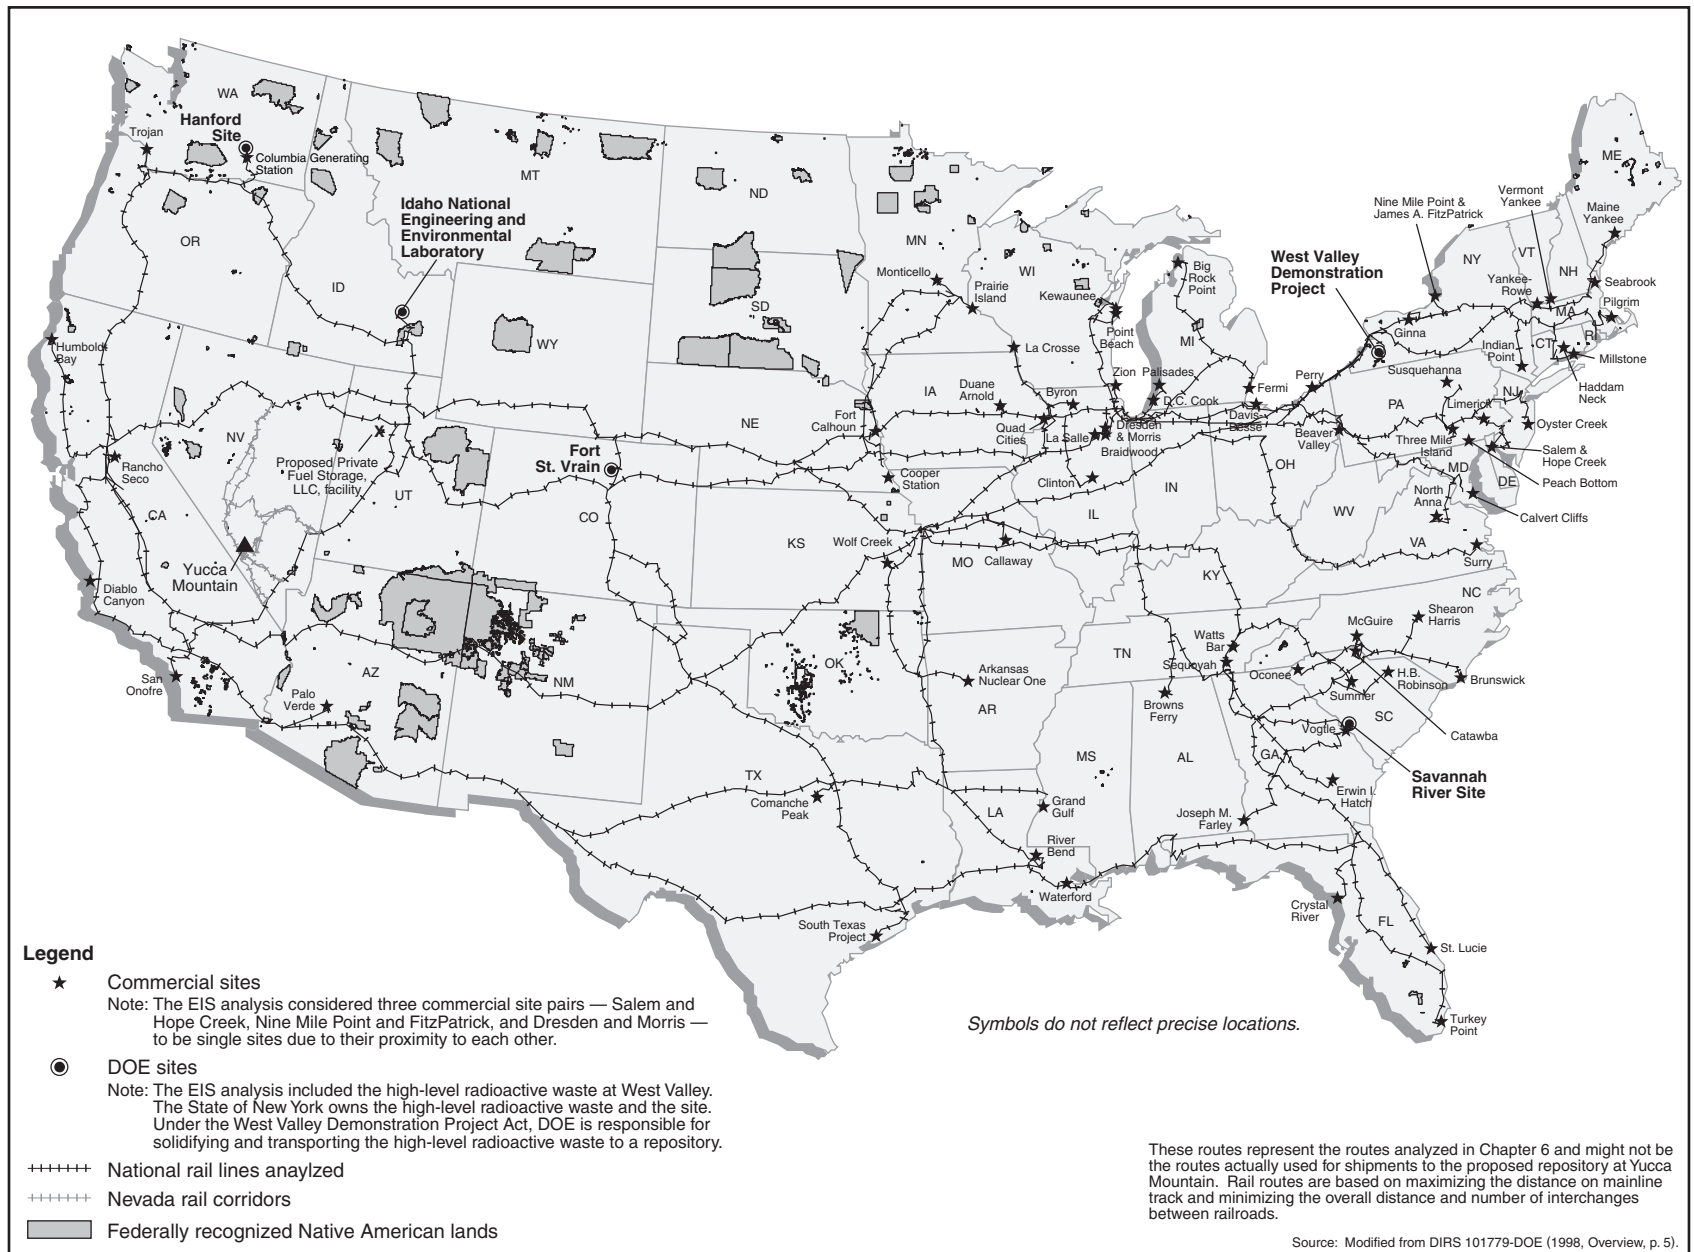 WA
Hanford
Site
Trojan
Columbia Generating
Station
MT
ND
ME
Idaho National
Engineering and
Environmental
Laboratory
OR
ID
MN
Monticello
Prairie
Island
WI
Kewaunee
Point
Beach
Big
Rock
Point
MI
Nine Mile Point &
James A. FitzPatrick
Vermont
Yankee
Maine
Yankee
West Valley
Demonstration
Project
NY
VT
NH
Yankee-
Rowe
Seabrook
Pilgrim
MA
RI
CT
Ginna
Indian
Point
Millstone
Haddam
Neck
Susquehanna
SD
WY
Humbolt
Bay
La Crosse
IA
Duane
Arnold
Byron
Zion
Palisades
D.C. Cook
Fermi
Perry
Davis-
Besse
PA
Limerick
NJ
Oyster Creek
Fort
Calhoun
NE
Quad
Cities
La Salle
Dresden
& Morris
Braidwood
Beaver
Valley
Three Mile
Island
Salem &
Hope Creek
Peach Bottom
MD
DE
NV
Rancho
Seco
Proposed Private
Fuel Storage,
LLC, facility
UT
Fort
St. Vrain
Cooper
Station
Clinton
IL
IN
OH
WV
North
Anna
Calvert Cliffs
VA
Surry
CA
CO
KS
Wolf Creek
MO
Callaway
KY
NC
Yucca
Mountain
Diablo
Canyon
San
Onofre
Palo
Verde
AZ
NM
OK
Arkansas
Nuclear One
AR
TN
Watts
Bar
Sequoyah
McGuire
Shearon
Harris
Oconee
Summer
H.B.
Robinson
Brunswick
Browns
Ferry
SC
Catawba
Vogtle
Savannah
River Site
MS
AL
GA
Erwin I.
Hatch
Joseph M.
Farley
TX
Comanche
Peak
LA
Grand
Gulf
River
Bend
Waterford
South Texas
Project
Crystal
River
FL
St. Lucie
Turkey
Point
Legend
Commercial sites
Note: The EIS analysis considered three commercial site pairs — Salem and
Hope Creek, Nine Mile Point and FitzPatrick, and Dresden and Morris —
to be single sites due to their proximity to each other.
DOE sites
Note: The EIS analysis included the high-level radioactive waste at West Valley.
The State of New York owns the high-level radioactive waste and the site.
Under the West Valley Demonstration Project Act, DOE is responsible for
solidifying and transporting the high-level radioactive waste to a repository.
National rail lines anaylzed
Nevada rail corridors
Federally recognized Native American lands
Symbols do not reflect precise locations.
These routes represent the routes analyzed in Chapter 6 and might not be
the routes actually used for shipments to the proposed repository at Yucca
Mountain. Rail routes are based on maximizing the distance on mainline
track and minimizing the overall distance and number of interchanges
between railroads.
Source: Modified from DIRS 101779-DOE (1998, Overview, p. 5).